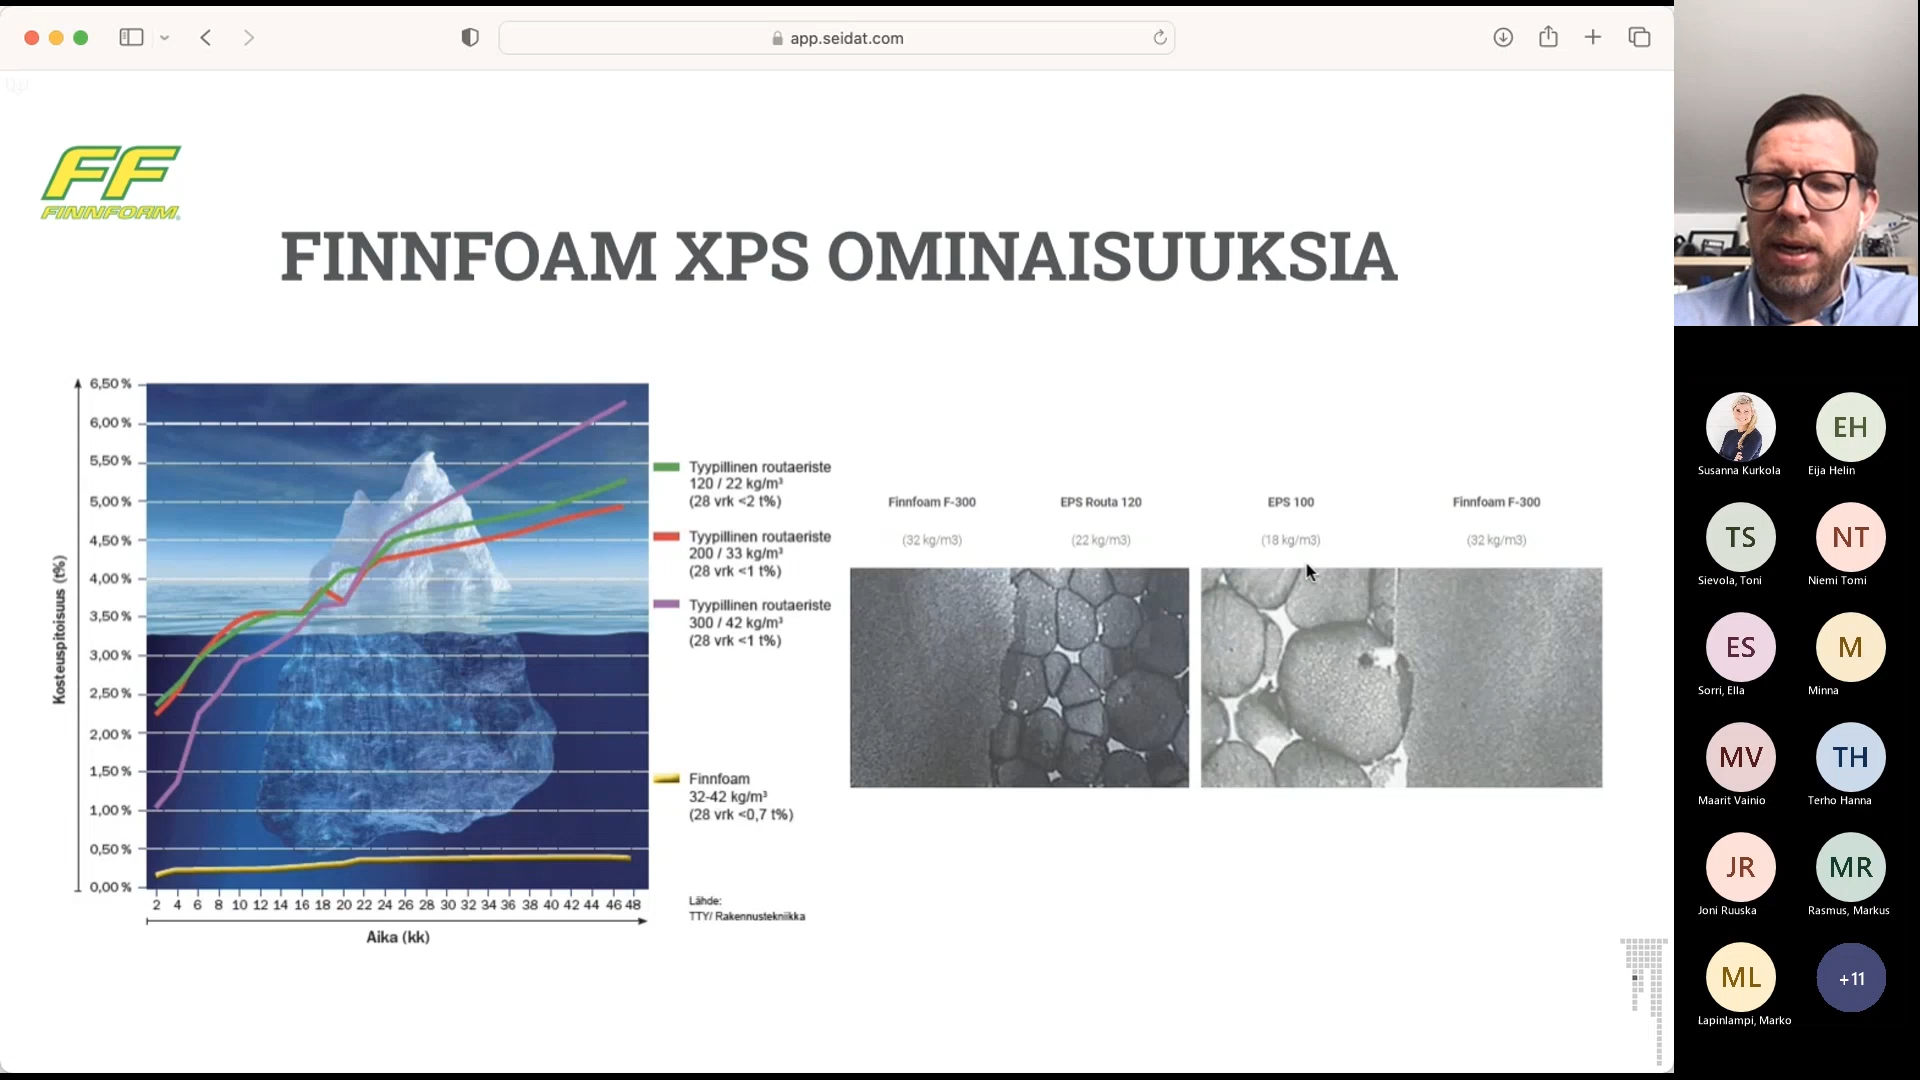 app.seidat.com
FF
FINNFOAM
FINNFOAM XPS OMINAISUUKSIA
Kosteuspitoisuus (t%)
6,50 %
6,00 %
5,50 %
5,00 %
4,50 %
4,00 %
3,50 %
3,00 %
2,50 %
2,00 %
1,50 %
1,00 %
0,50 %
0,00 %
2 4 6 8 10 12 14 16 18 20 22 24 26 28 30 32 34 36 38 40 42 44 46 48
Aika (kk)
Tyypillinen routaeriste
120 / 22 kg/m³
(28 vrk <2 t%)
Tyypillinen routaeriste
200 / 33 kg/m³
(28 vrk <1 t%)
Tyypillinen routaeriste
300 / 42 kg/m³
(28 vrk <1 t%)
Finnfoam
32-42 kg/m³
(28 vrk <0,7 t%)
Lähde:
TTY/ Rakennustekniikka
Finnfoam F-300 EPS Routa 120 EPS 100 Finnfoam F-300
(32 kg/m3) (22 kg/m3) (18 kg/m3) (32 kg/m3)
EH
Susanna Kurkola Eija Helin
TS NT
Sievola, Toni Niemi Tomi
ES M
Sorri, Ella Minna
MV TH
Maarit Vainio Terho Hanna
JR MR
Joni Ruuska Rasmus, Markus
ML +11
Lapinlampi, Marko